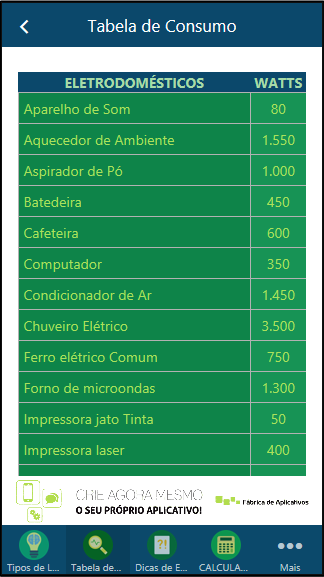 Tabela de Consumo
ELETRODOMÉSTICOS WATTS
Aparelho de Som 80
Aquecedor de Ambiente 1.550
Aspirador de Pó 1.000
Batedeira 450
Cafeteira 600
Computador 350
Condicionador de Ar 1.450
Chuveiro Elétrico 3.500
Ferro elétrico Comum 750
Forno de microondas 1.300
Impressora jato Tinta 50
Impressora laser 400
CRIE AGORA MESMO
O SEU PRÓPRIO APLICATIVO!
Fábrica de Aplicativos
Tipos de L... Tabela de... Dicas de E... CALCULA... Mais